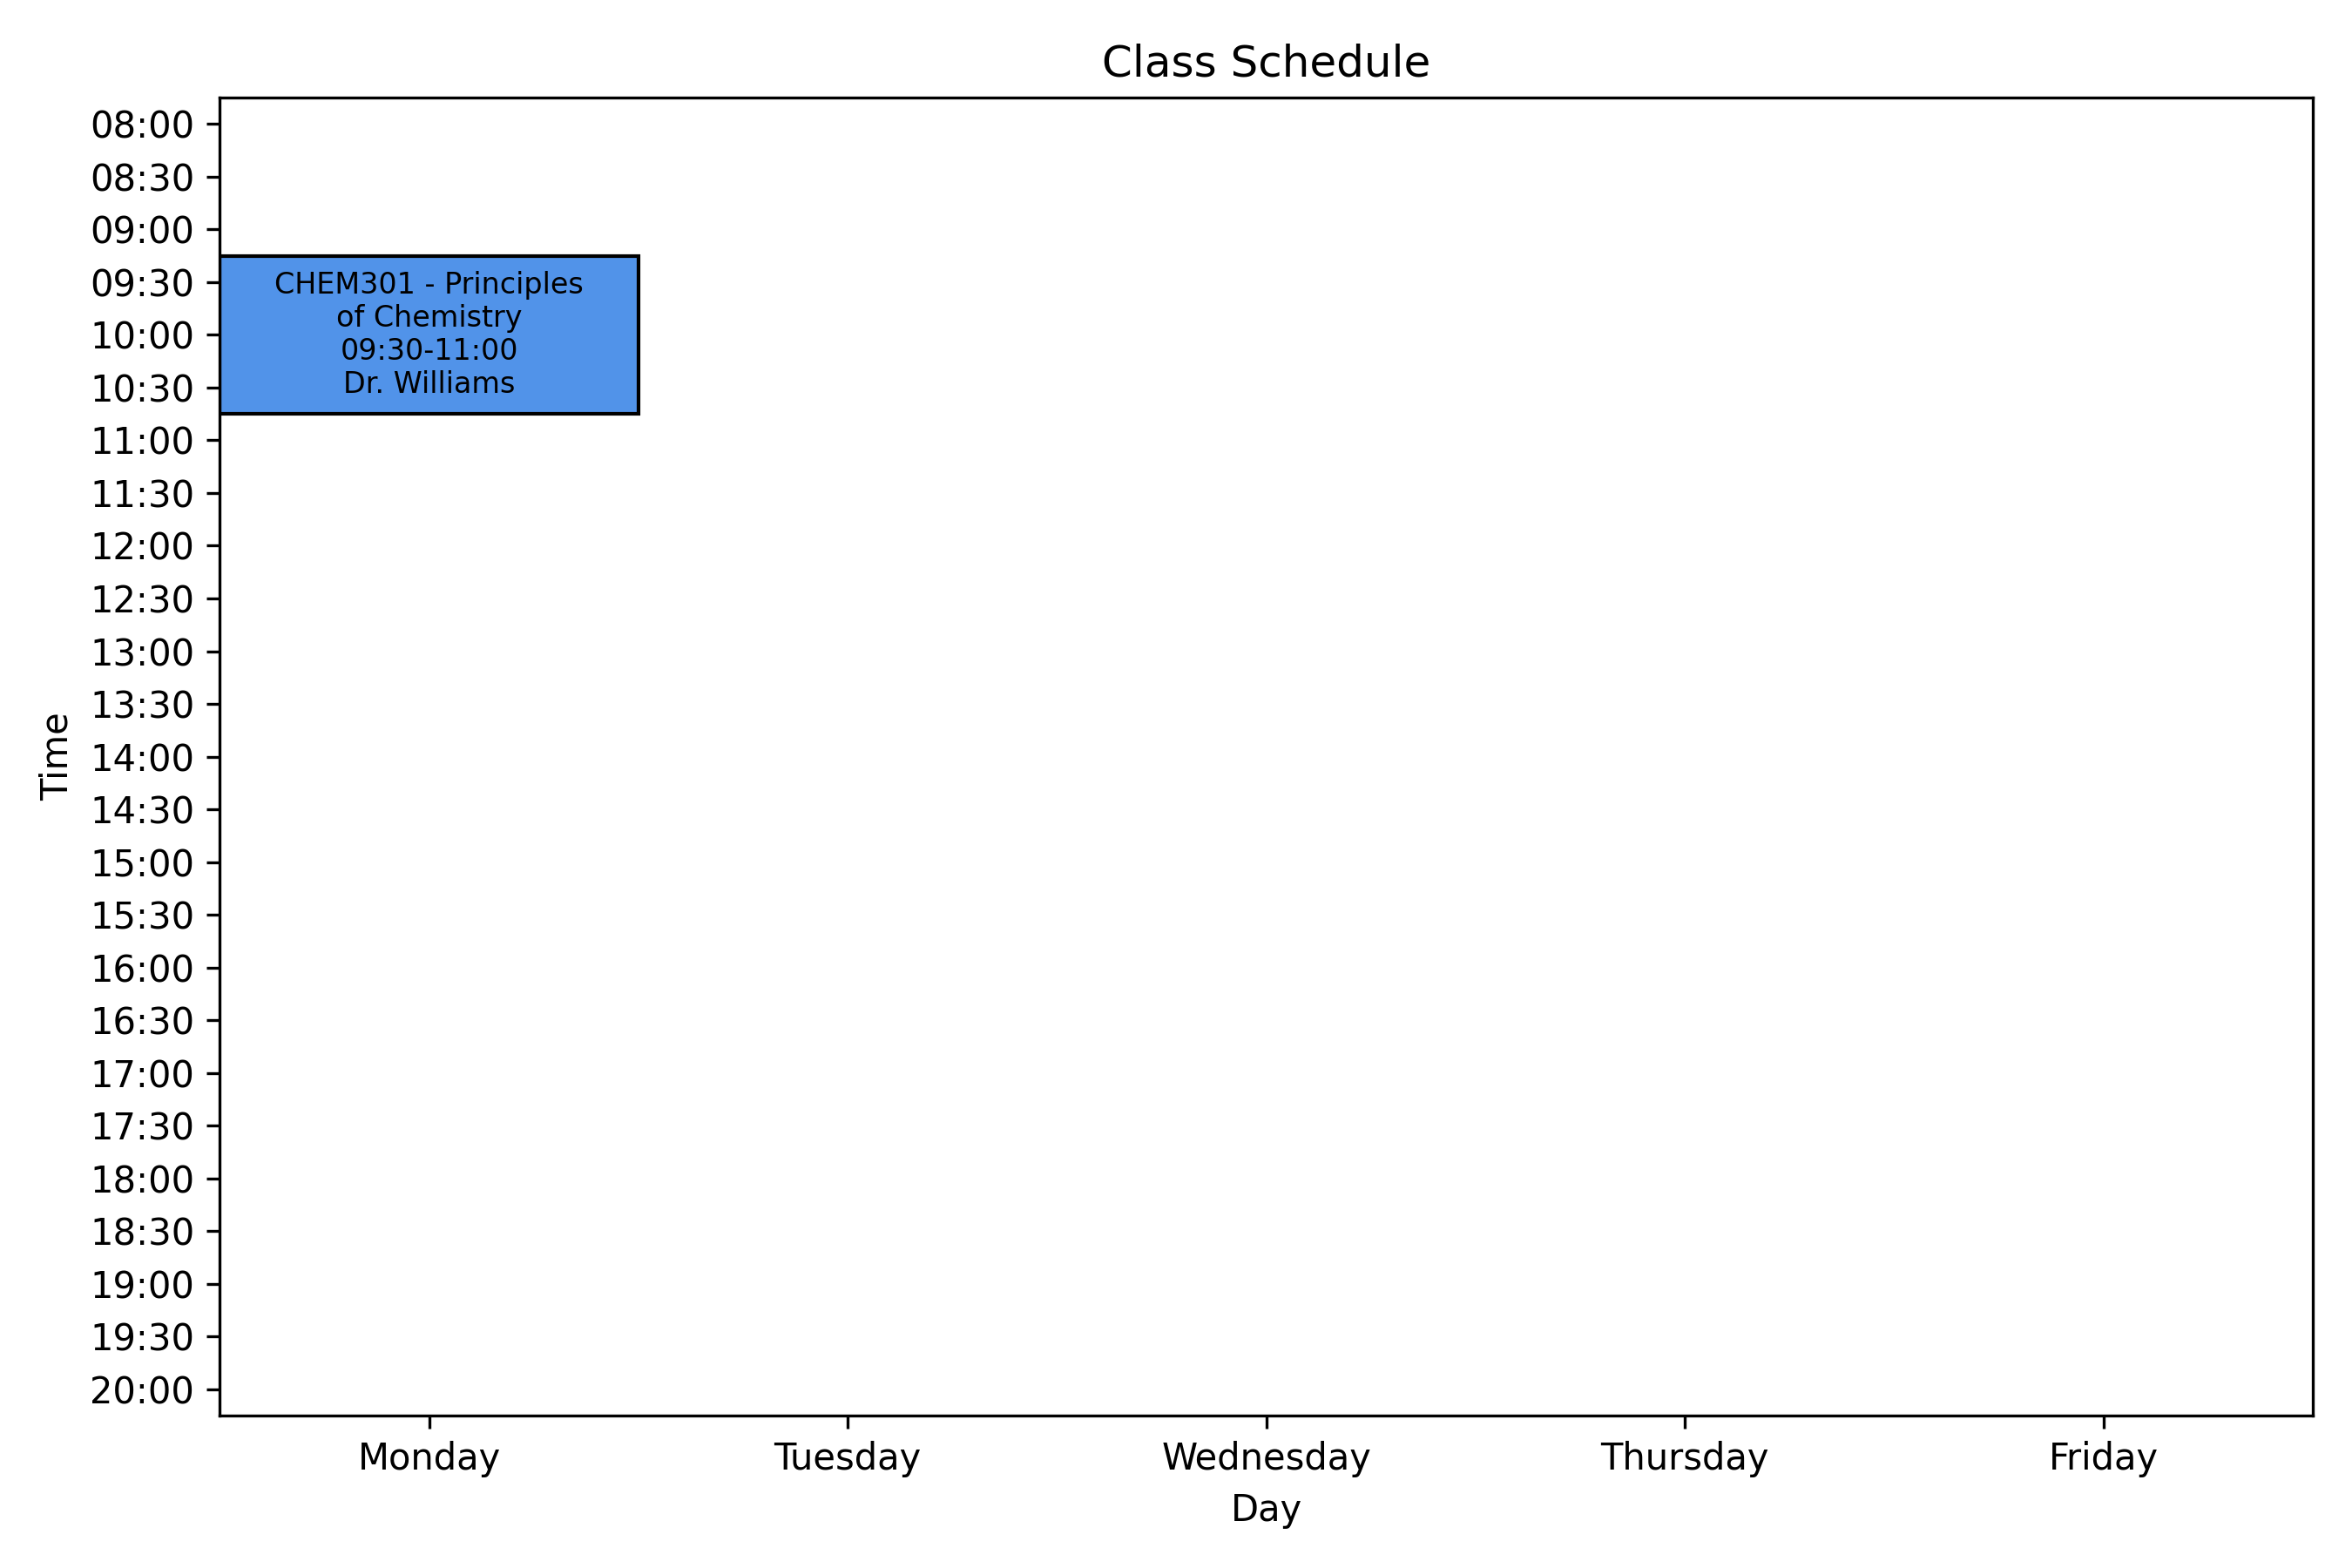 Class Schedule
08:00
08:30
09:00
09:30
10:00
10:30
11:00
11:30
12:00
12:30
13:00
13:30
14:00
14:30
15:00
15:30
16:00
16:30
17:00
17:30
18:00
18:30
19:00
19:30
20:00
Time
CHEM301 - Principles
of Chemistry
09:30-11:00
Dr. Williams
Monday
Tuesday
Wednesday
Thursday
Friday
Day